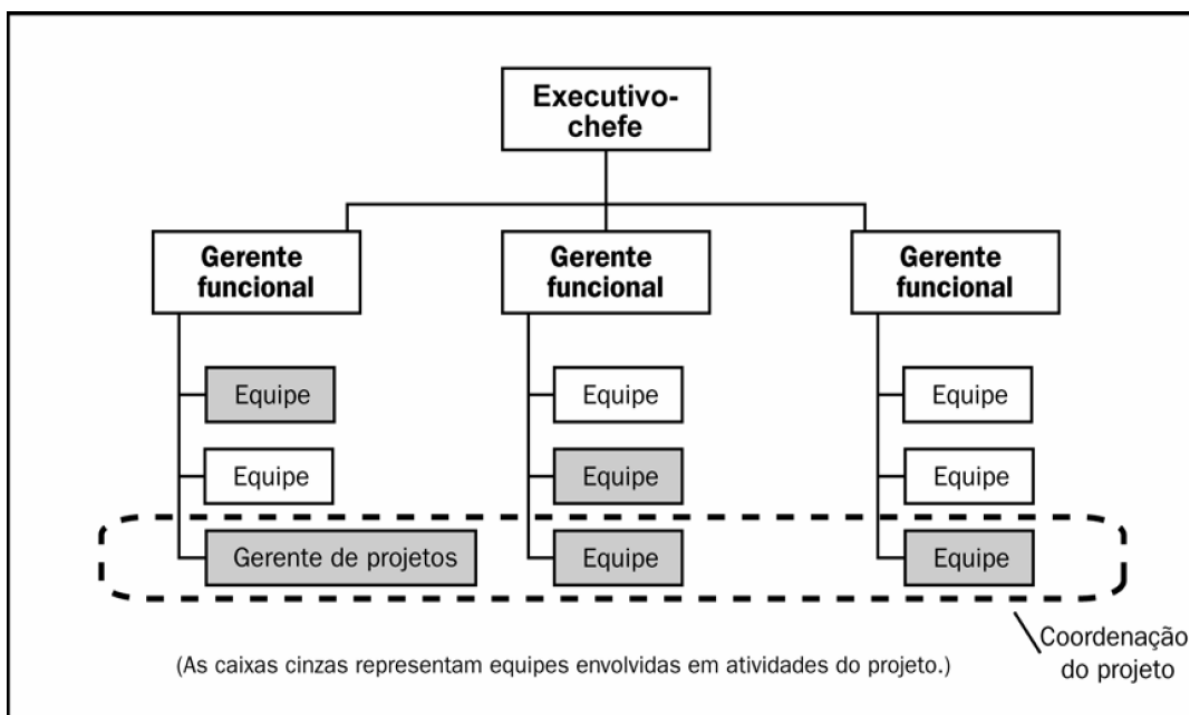 Executivo-
chefe
Gerente
funcional
Gerente
funcional
Gerente
funcional
Equipe
Equipe
Equipe
Equipe
Equipe
Equipe
Gerente de projetos
Equipe
Equipe
Coordenação
do projeto
(As caixas cinzas representam equipes envolvidas em atividades do projeto.)